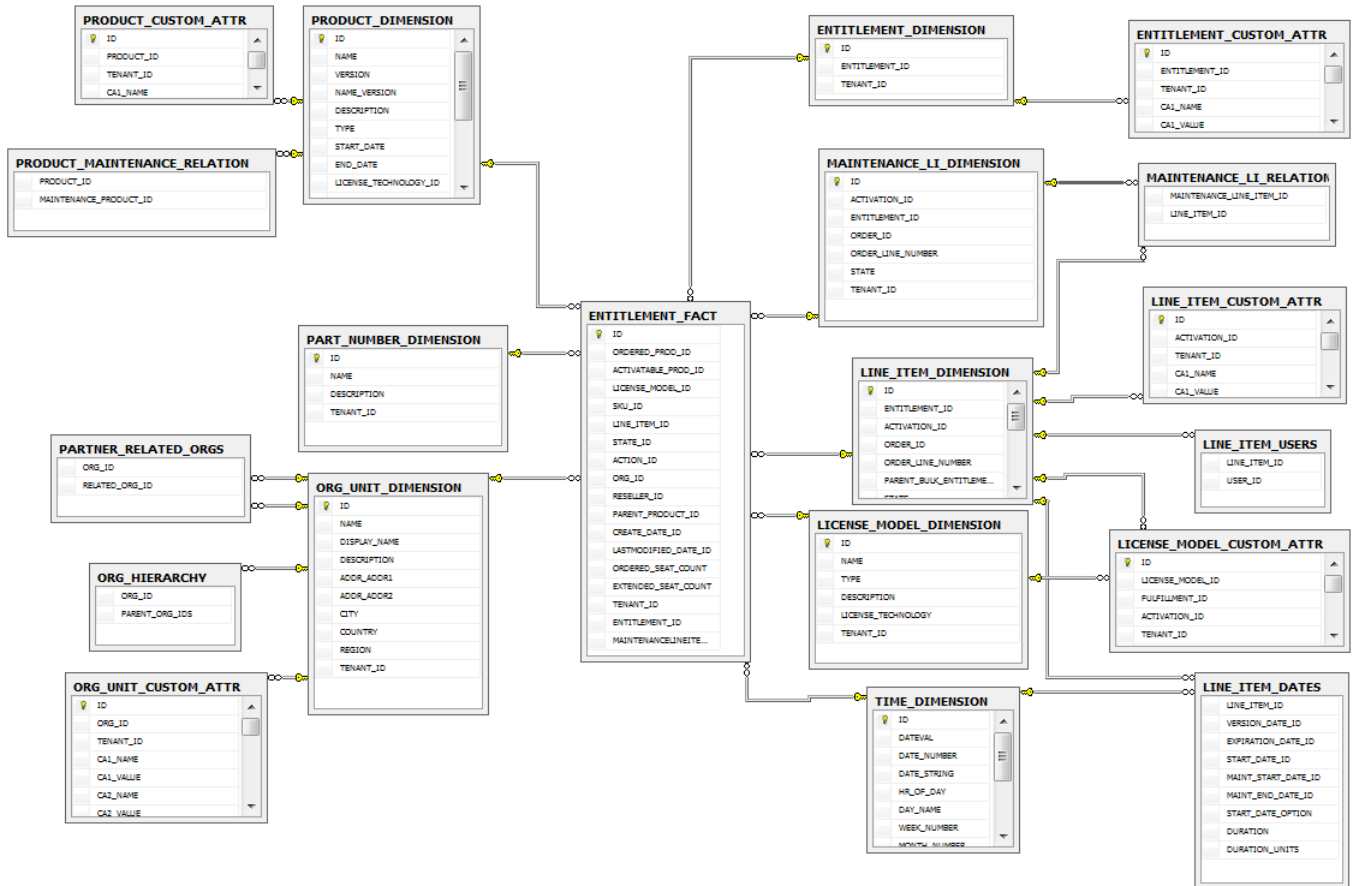 PRODUCT_CUSTOM_ATTR
ID
PRODUCT_ID
TENANT_ID
CA1_NAME
PRODUCT_DIMENSION
ID
NAME
VERSION
NAME_VERSION
DESCRIPTION
TYPE
START_DATE
END_DATE
LICENSE_TECHNOLOGY_ID
PRODUCT_MAINTENANCE_RELATION
PRODUCT_ID
MAINTENANCE_PRODUCT_ID
ENTITLEMENT_DIMENSION
ID
ENTITLEMENT_ID
TENANT_ID
ENTITLEMENT_CUSTOM_ATTR
ID
ENTITLEMENT_ID
TENANT_ID
CA1_NAME
CA1_VALUE
MAINTENANCE_LI_DIMENSION
ID
ACTIVATION_ID
ENTITLEMENT_ID
ORDER_ID
ORDER_LINE_NUMBER
STATE
TENANT_ID
MAINTENANCE_LI_RELATION
MAINTENANCE_LINE_ITEM_ID
LINE_ITEM_ID
LINE_ITEM_CUSTOM_ATTR
ID
ACTIVATION_ID
TENANT_ID
CA1_NAME
CA1_VALUE
ENTITLEMENT_FACT
ID
ORDERED_PROD_ID
ACTIVATABLE_PROD_ID
LICENSE_MODEL_ID
SKU_ID
LINE_ITEM_ID
STATE_ID
ACTION_ID
ORG_ID
RESELLER_ID
PARENT_PRODUCT_ID
CREATE_DATE_ID
LASTMODIFIED_DATE_ID
ORDERED_SEAT_COUNT
EXTENDED_SEAT_COUNT
TENANT_ID
ENTITLEMENT_ID
MAINTENANCELINEITE...
PART_NUMBER_DIMENSION
ID
NAME
DESCRIPTION
TENANT_ID
LINE_ITEM_DIMENSION
ID
ENTITLEMENT_ID
ACTIVATION_ID
ORDER_ID
ORDER_LINE_NUMBER
PARENT_BULK_ENTITLEME...
STATE
LINE_ITEM_USERS
LINE_ITEM_ID
USER_ID
PARTNER_RELATED_ORGS
ORG_ID
RELATED_ORG_ID
ORG_UNIT_DIMENSION
ID
NAME
DISPLAY_NAME
DESCRIPTION
ADDR_ADDR1
ADDR_ADDR2
CITY
COUNTRY
REGION
TENANT_ID
LICENSE_MODEL_DIMENSION
ID
NAME
TYPE
DESCRIPTION
LICENSE_TECHNOLOGY
TENANT_ID
LICENSE_MODEL_CUSTOM_ATTR
ID
LICENSE_MODEL_ID
FULFILLMENT_ID
ACTIVATION_ID
TENANT_ID
ORG_HIERARCHY
ORG_ID
PARENT_ORG_IDS
ORG_UNIT_CUSTOM_ATTR
ID
ORG_ID
TENANT_ID
CA1_NAME
CA1_VALUE
CA2_NAME
CA2_VALUE
TIME_DIMENSION
ID
DATEVAL
DATE_NUMBER
DATE_STRING
HR_OF_DAY
DAY_NAME
WEEK_NUMBER
MONTH_NUMBER
LINE_ITEM_DATES
LINE_ITEM_ID
VERSION_DATE_ID
EXPIRATION_DATE_ID
START_DATE_ID
MAINT_START_DATE_ID
MAINT_END_DATE_ID
START_DATE_OPTION
DURATION
DURATION_UNITS